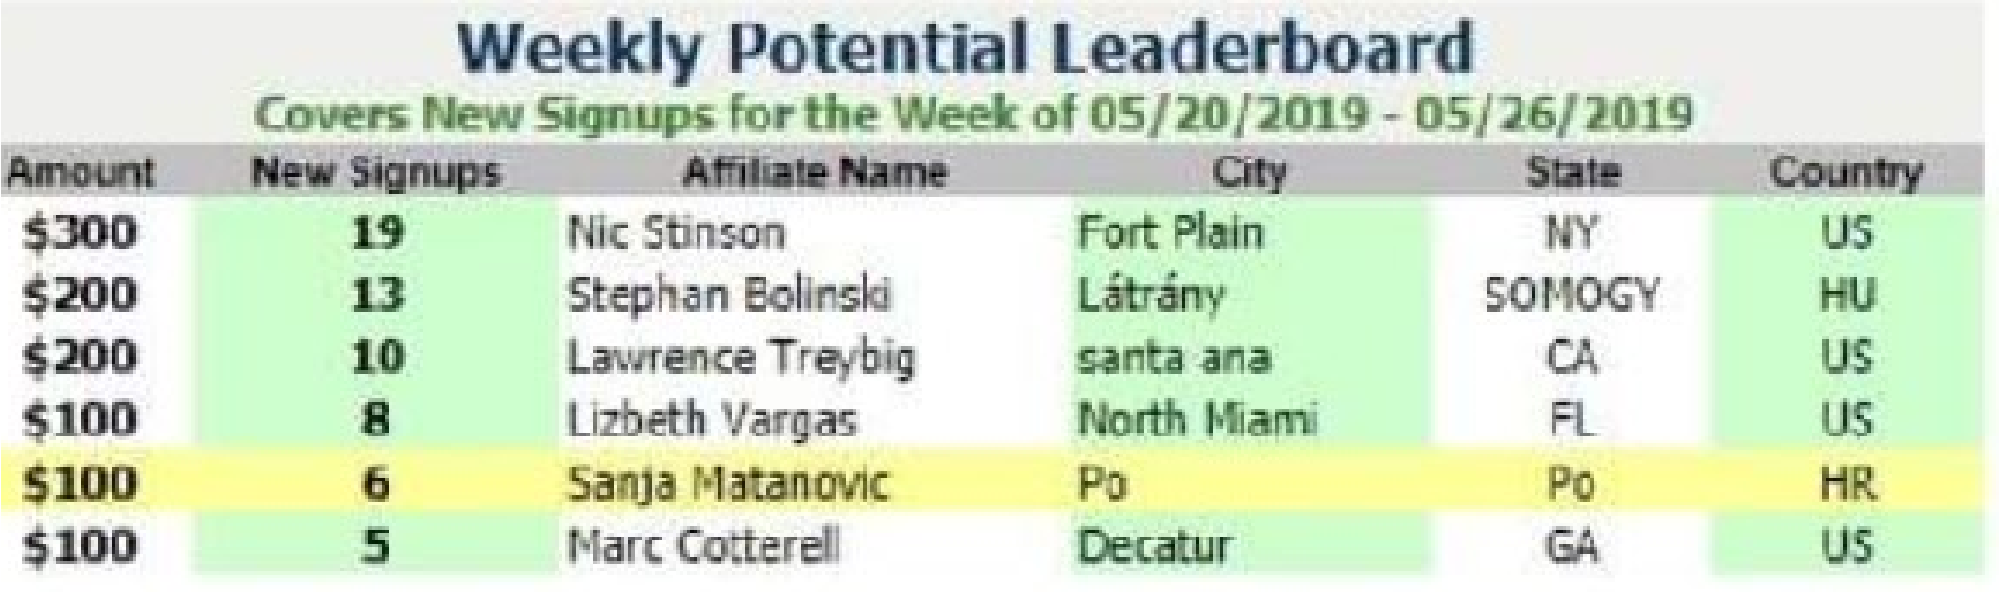 Weekly Potential Leaderboard
Covers New Signups for the Week of 05/20/2019 - 05/26/2019
Amount New Signups Affiliate Name City State Country
$300 19 Nic Stinson Fort Plain NY US
$200 13 Stephan Bolinski Látrány SOMOGY HU
$200 10 Lawrence Treybig santa ana CA US
$100 8 Lizbeth Vargas North Miami FL US
$100 6 Sanja Matanovic Po Po HR
$100 5 Marc Cotterell Decatur GA US